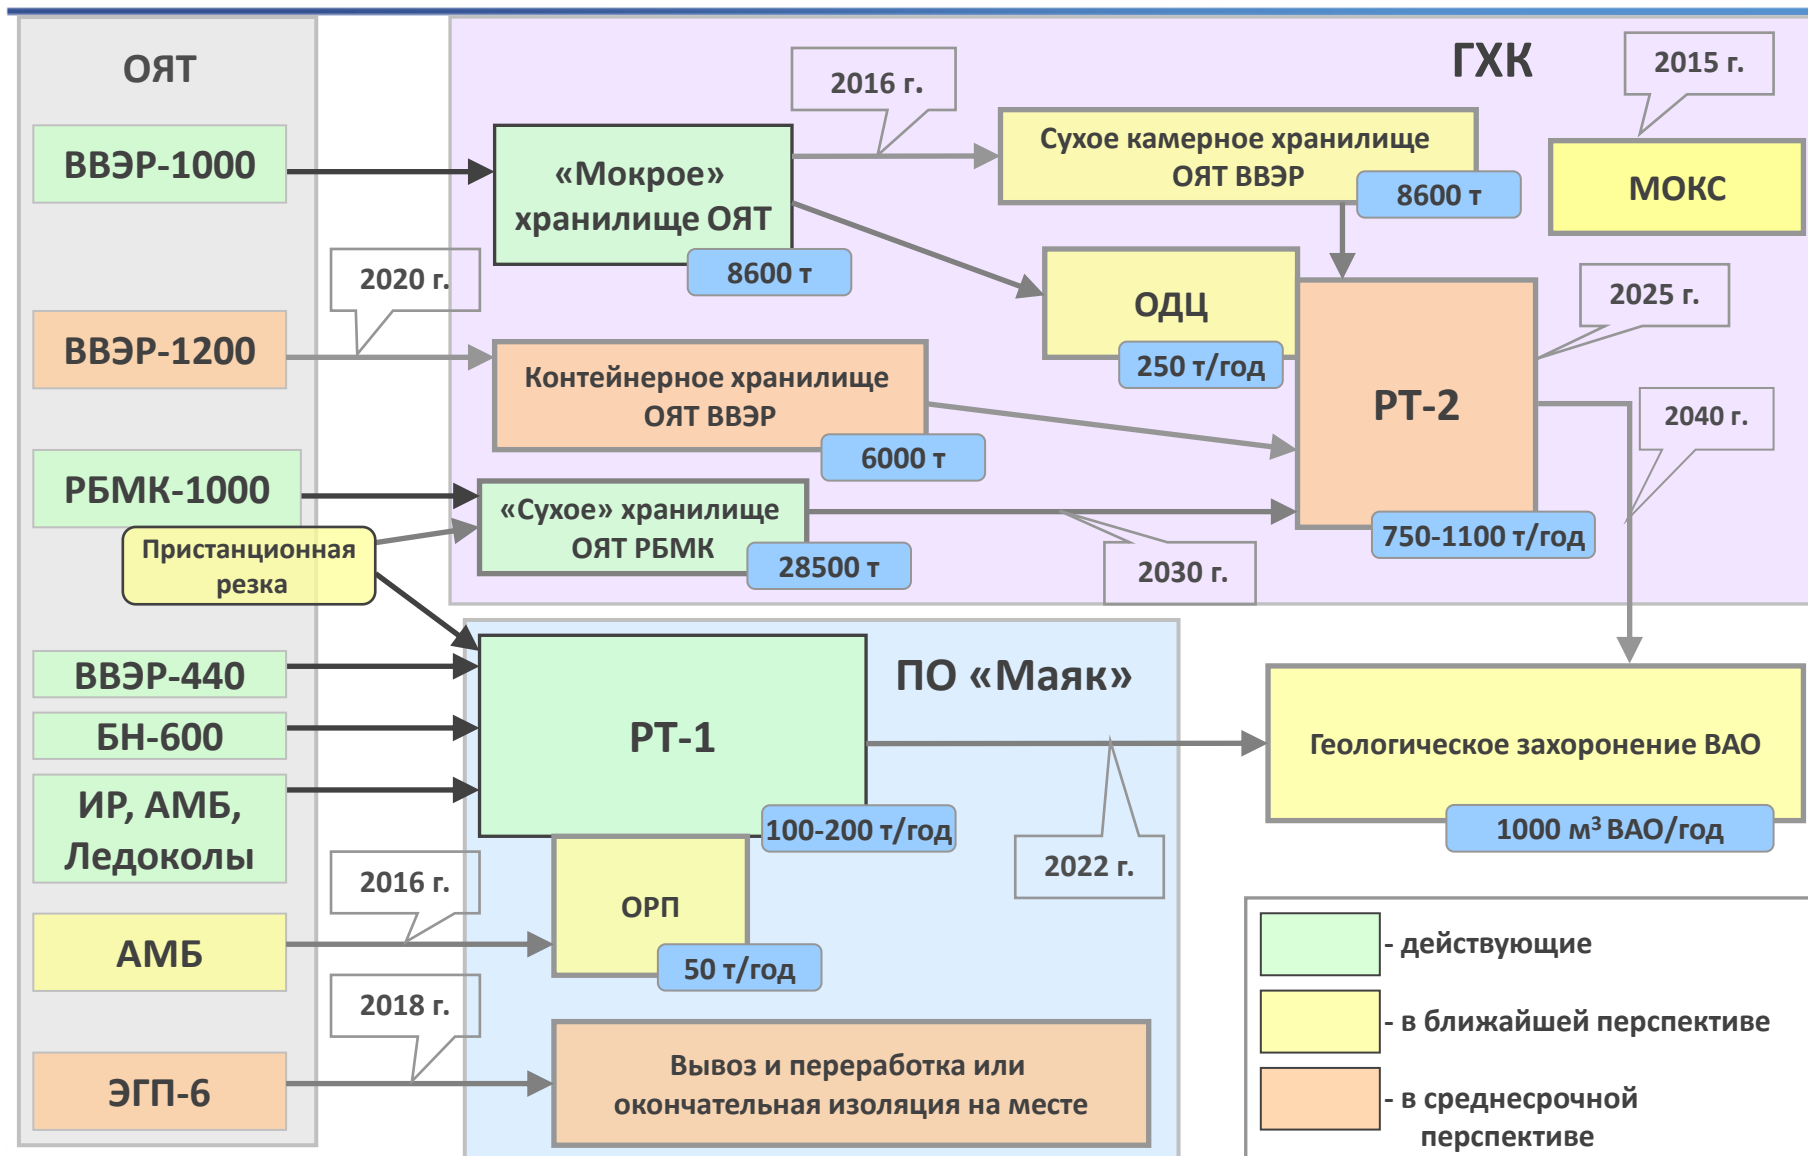 ОЯТ
ВВЭР-1000
ВВЭР-1200
РБМК-1000
Пристанционная
резка
ВВЭР-440
БН-600
ИР, АМБ,
Ледоколы
АМБ
ЭГП-6
2020 г.
2016 г.
2018 г.
ГХК
2016 г.
2015 г.
«Мокрое»
хранилище ОЯТ
8600 т
Сухое камерное хранилище
ОЯТ ВВЭР
8600 т
МОКС
ОДЦ
250 т/год
2025 г.
Контейнерное хранилище
ОЯТ ВВЭР
6000 т
РТ-2
750-1100 т/год
2040 г.
«Сухое» хранилище
ОЯТ РБМК
28500 т
2030 г.
ПО «Маяк»
РТ-1
100-200 т/год
ОРП
50 т/год
2022 г.
Вывоз и переработка или
окончательная изоляция на месте
Геологическое захоронение ВАО
1000 м³ ВАО/год
- действующие
- в ближайшей перспективе
- в среднесрочной
перспективе